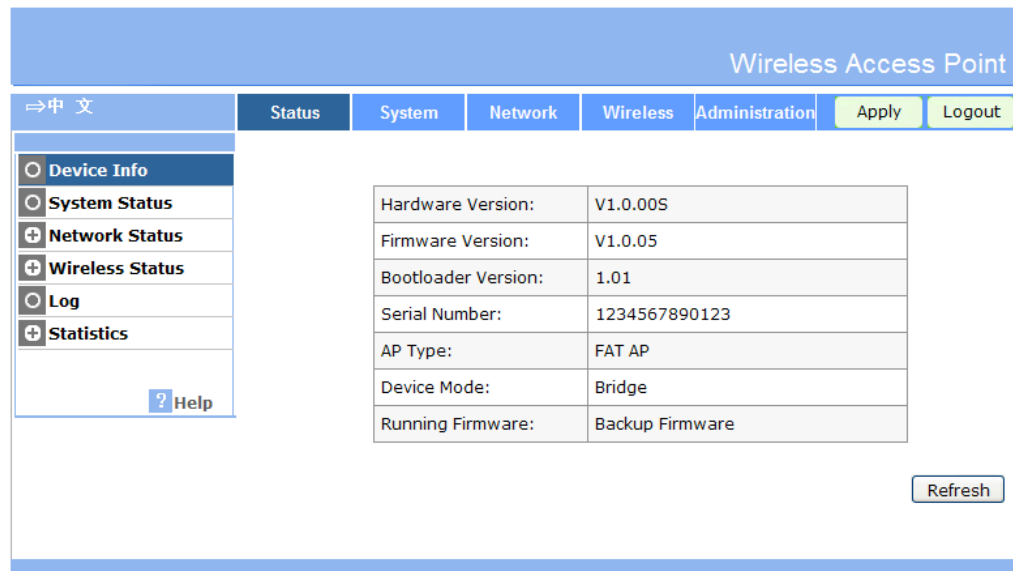 Wireless Access Point
⇒中 文
Status System Network Wireless Administration Apply Logout
Device Info
System Status
Network Status
Wireless Status
Log
Statistics
? Help
Hardware Version: V1.0.00S
Firmware Version: V1.0.05
Bootloader Version: 1.01
Serial Number: 1234567890123
AP Type: FAT AP
Device Mode: Bridge
Running Firmware: Backup Firmware
Refresh